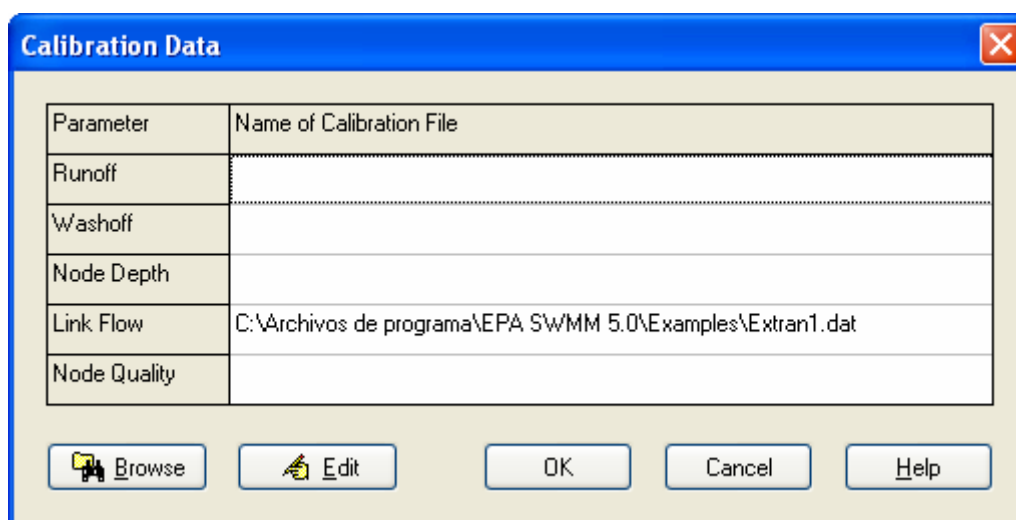 Calibration Data
Parameter Name of Calibration File
Runoff
Washoff
Node Depth
Link Flow C:\Archivos de programa\EPA SWMM 5.0\Examples\Extran1.dat
Node Quality
Browse Edit OK Cancel Help